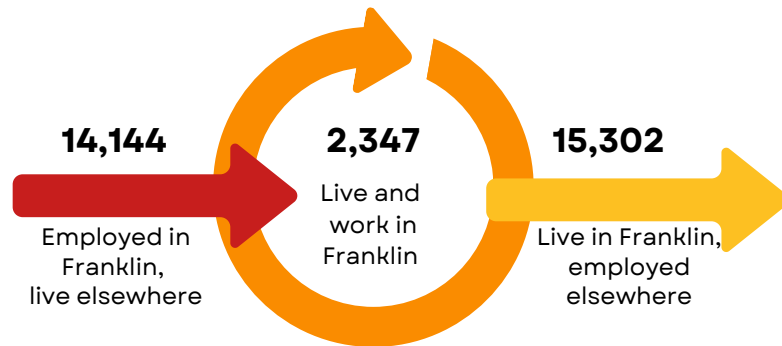 14,144
Employed in
Franklin,
live elsewhere
2,347
Live and
work in
Franklin
15,302
Live in Franklin,
employed
elsewhere